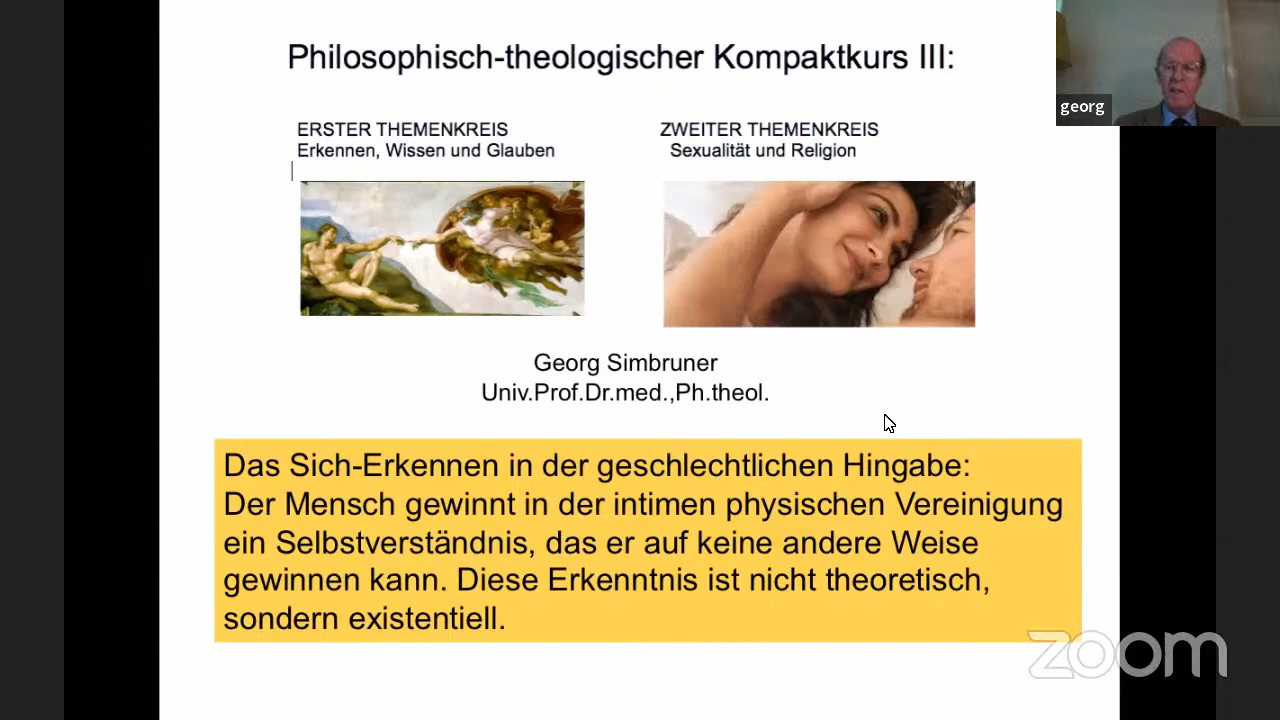 Philosophisch-theologischer Kompaktkurs III:
georg
ERSTER THEMENKREIS
Erkennen, Wissen und Glauben
ZWEITER THEMENKREIS
Sexualität und Religion
Georg Simbruner
Univ.Prof.Dr.med.,Ph.theol.
Das Sich-Erkennen in der geschlechtlichen Hingabe:
Der Mensch gewinnt in der intimen physischen Vereinigung
ein Selbstverständnis, das er auf keine andere Weise
gewinnen kann. Diese Erkenntnis ist nicht theoretisch,
sondern existentiell.
zoom